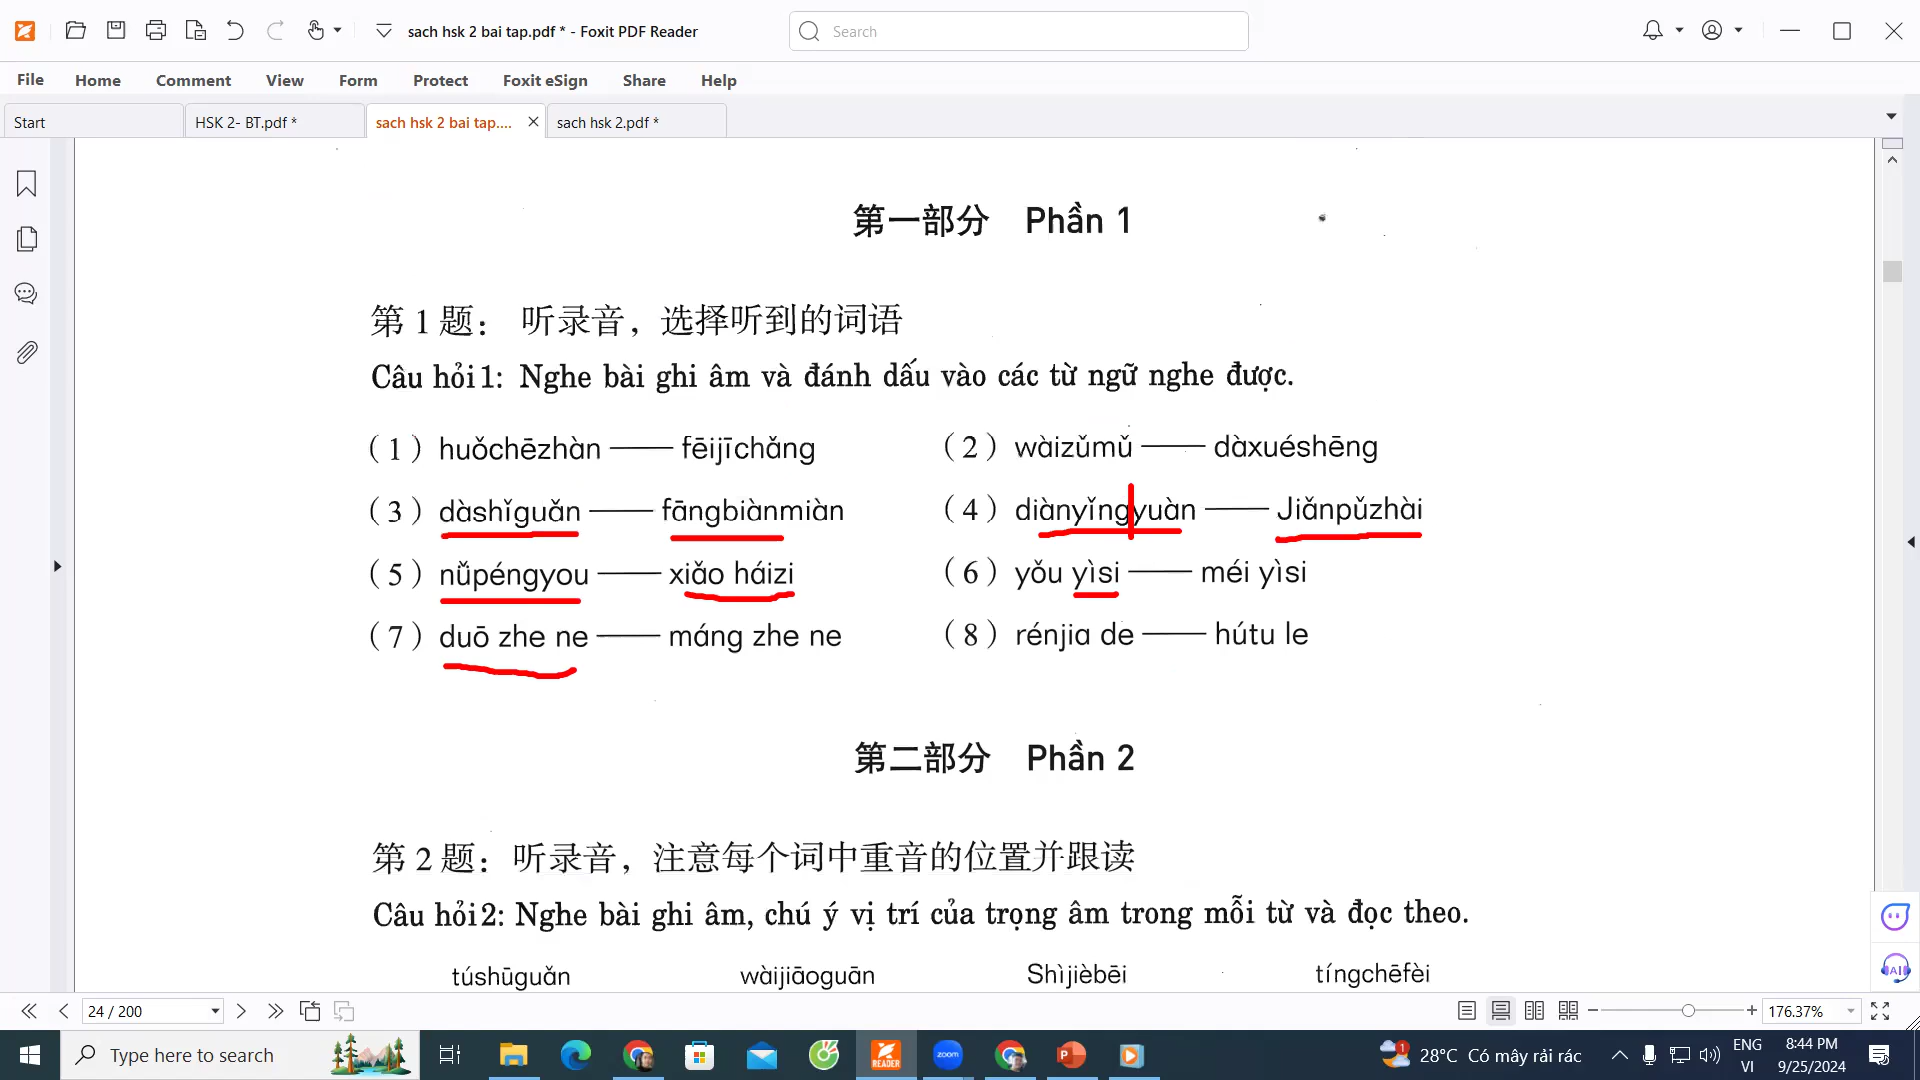 sach hsk 2 bai tap.pdf * - Foxit PDF Reader
Search
File Home Comment View Form Protect Foxit eSign Share Help
Start HSK 2- BT.pdf * sach hsk 2 bai tap.... sach hsk 2.pdf *
第一部分 Phần 1
第 1 题： 听录音，选择听到的词语
Câu hỏi 1: Nghe bài ghi âm và đánh dấu vào các từ ngữ nghe được.
（1）huǒchēzhàn —— fēijīchǎng （2）wàizǔmǔ —— dàxuéshēng
（3）dàshǐguǎn —— fāngbiànmiàn （4）diànyǐngyuàn —— Jiǎnpǔzhài
（5）nǚpéngyou —— xiǎo háizi （6）yǒu yìsi —— méi yìsi
（7）duō zhe ne —— máng zhe ne （8）rénjia de —— hútu le
第二部分 Phần 2
第 2 题：听录音，注意每个词中重音的位置并跟读
Câu hỏi 2: Nghe bài ghi âm, chú ý vị trí của trọng âm trong mỗi từ và đọc theo.
túshūguǎn wàijiāoguān Shìjièbēi tíngchēfèi
24 / 200 176.37%
Type here to search 28°C Có mây rải rác ENG 8:44 PM
VI 9/25/2024